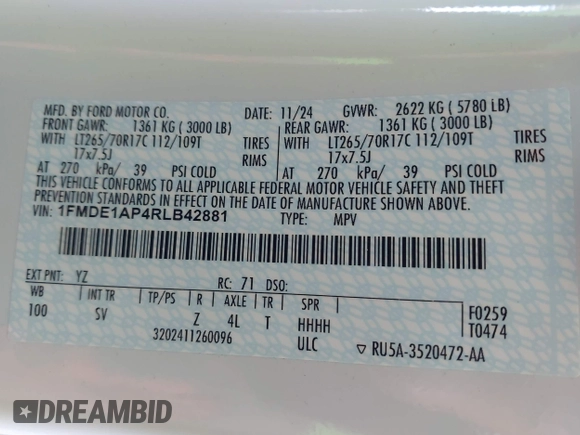 MFD. BY FORD MOTOR CO.
DATE: 11/24 GVWR: 2622 KG ( 5780 LB)
FRONT GAWR: 1361 KG ( 3000 LB) REAR GAWR: 1361 KG ( 3000 LB)
WITH LT265/70R17C 112/109T TIRES WITH LT265/70R17C 112/109T TIRES
17x7.5J RIMS 17x7.5J RIMS
AT 270 kPa/ 39 PSI COLD AT 270 kPa/ 39 PSI COLD
THIS VEHICLE CONFORMS TO ALL APPLICABLE FEDERAL MOTOR VEHICLE SAFETY AND THEFT
PREVENTION STANDARDS IN EFFECT ON THE DATE OF MANUFACTURE SHOWN ABOVE.
VIN: 1FMDE1AP4RLB42881 TYPE: MPV
EXT PNT: YZ RC: 71 DSO:
WB INT TR TP/PS R AXLE TR SPR F0259
100 SV Z 4L T HHHH T0474
3202411260096 ULC ▽ RU5A-3520472-AA
DREAMBID